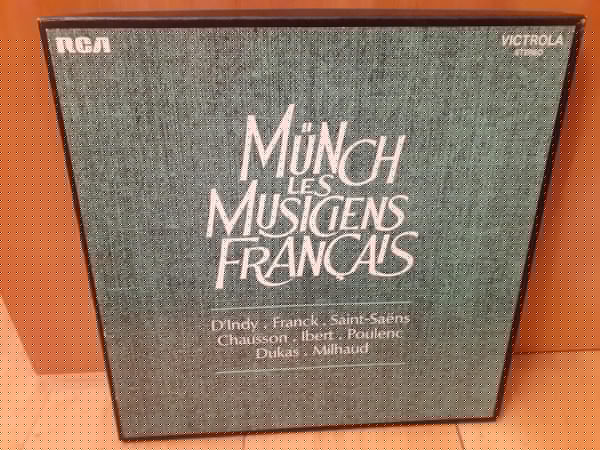 RCA
VICTROLA
STEREO
MÜNCH
LES
MUSICIENS
FRANÇAIS
D'Indy . Franck . Saint-Saëns
Chausson . Ibert . Poulenc
Dukas . Milhaud